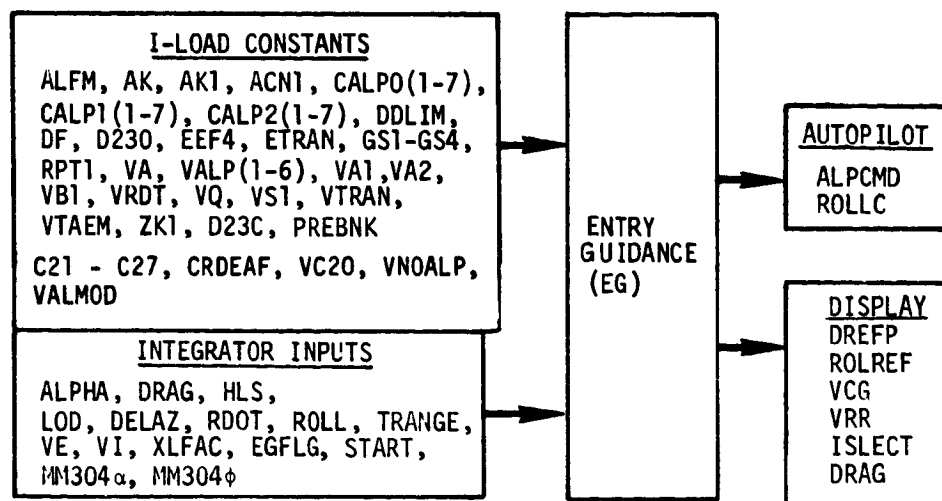 I-LOAD CONSTANTS
ALFM, AK, AK1, ACN1, CALP0(1-7),
CALP1(1-7), CALP2(1-7), DDLIM,
DF, D230, EEF4, ETRAN, GS1-GS4,
RPT1, VA, VALP(1-6), VA1,VA2,
VB1, VRDT, VQ, VS1, VTRAN,
VTAEM, ZK1, D23C, PREBNK
C21 - C27, CRDEAF, VC20, VNOALP,
VALMOD
INTEGRATOR INPUTS
ALPHA, DRAG, HLS,
LOD, DELAZ, RDOT, ROLL, TRANGE,
VE, VI, XLFAC, EGFLG, START,
MM304α, MM304ϕ
ENTRY
GUIDANCE
(EG)
AUTOPILOT
ALPCMD
ROLLC
DISPLAY
DREFP
ROLREF
VCG
VRR
ISLECT
DRAG